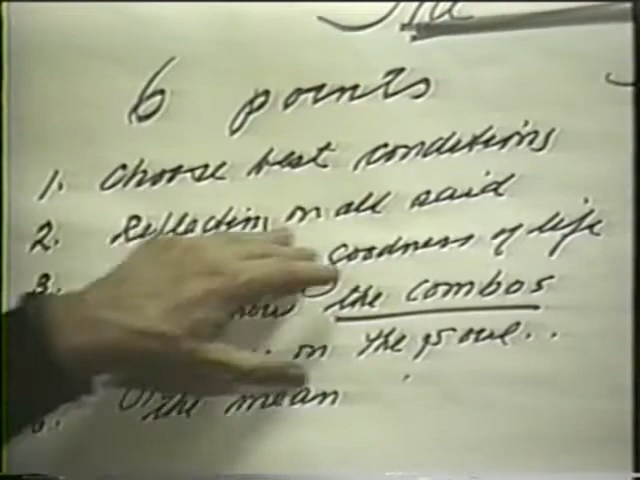 The
6 points
1. Choose best conditions
2. Reflection on all said
3. goodness of life
the combos
on the
the mean